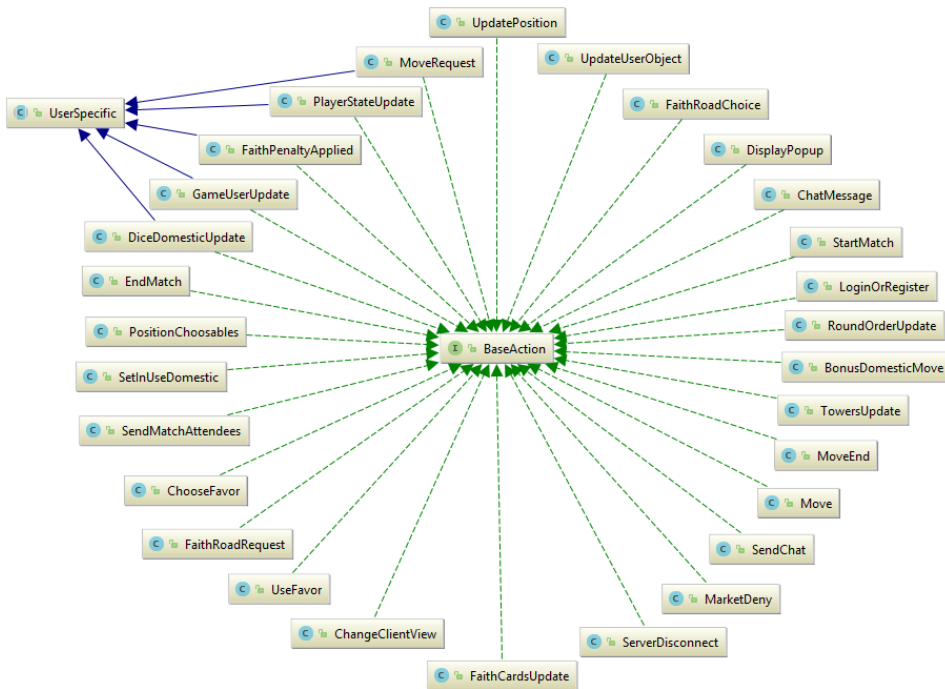 C UpdatePosition
C MoveRequest
C UpdateUserObject
C PlayerStateUpdate
C UserSpecific
C FaithRoadChoice
C FaithPenaltyApplied
C DisplayPopup
C GameUserUpdate
C ChatMessage
C DiceDomesticUpdate
C StartMatch
C EndMatch
C LoginOrRegister
C PositionChoosables
C RoundOrderUpdate
I BaseAction
C BonusDomesticMove
C SetInUseDomestic
C TowersUpdate
C SendMatchAttendees
C MoveEnd
C ChooseFavor
C Move
C FaithRoadRequest
C SendChat
C UseFavor
C MarketDeny
C ChangeClientView
C ServerDisconnect
C FaithCardsUpdate